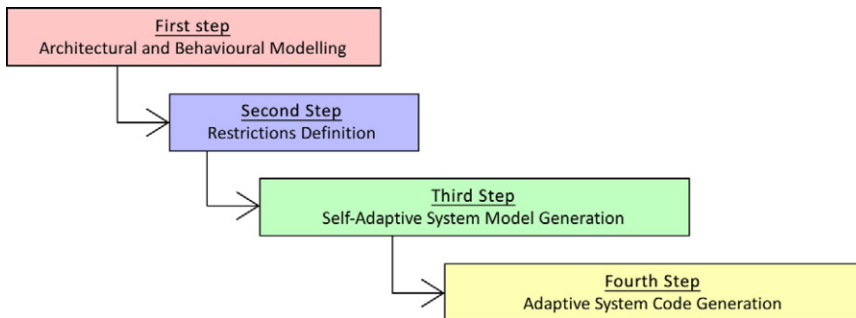 First step
Architectural and Behavioural Modelling
Second Step
Restrictions Definition
Third Step
Self-Adaptive System Model Generation
Fourth Step
Adaptive System Code Generation